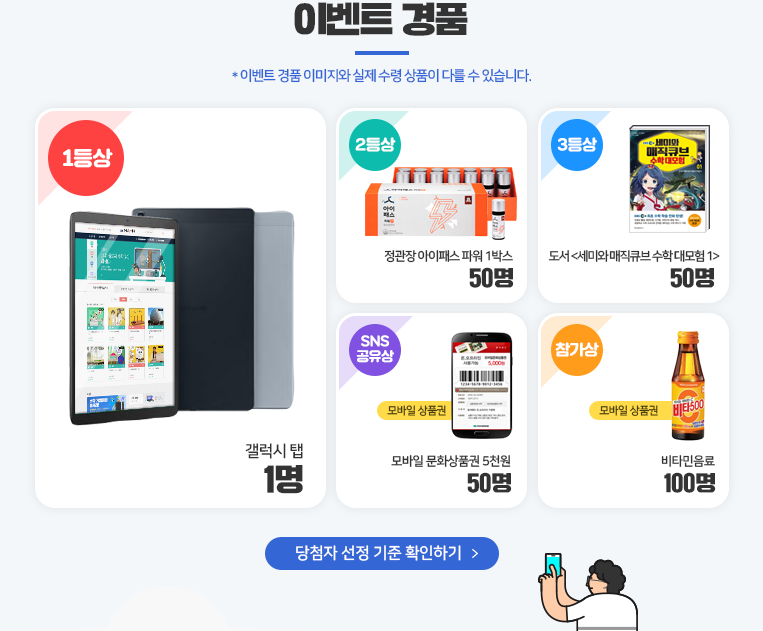 이벤트 경품
* 이벤트 경품 이미지와 실제 수령 상품이 다를 수 있습니다.
1등상
갤럭시 탭
1명
2등상
아이
패스
정관장 아이패스 파워 1박스
50명
3등상
세미와
매직큐브
수학 대모험
01
도서 <세미와 매직큐브 수학 대모험 1>
50명
SNS
공유상
모바일 상품권
5,000원
1234-5678-9012-3456
모바일 문화상품권 5천원
50명
참가상
모바일 상품권
비타500
비타민음료
100명
당첨자 선정 기준 확인하기 >